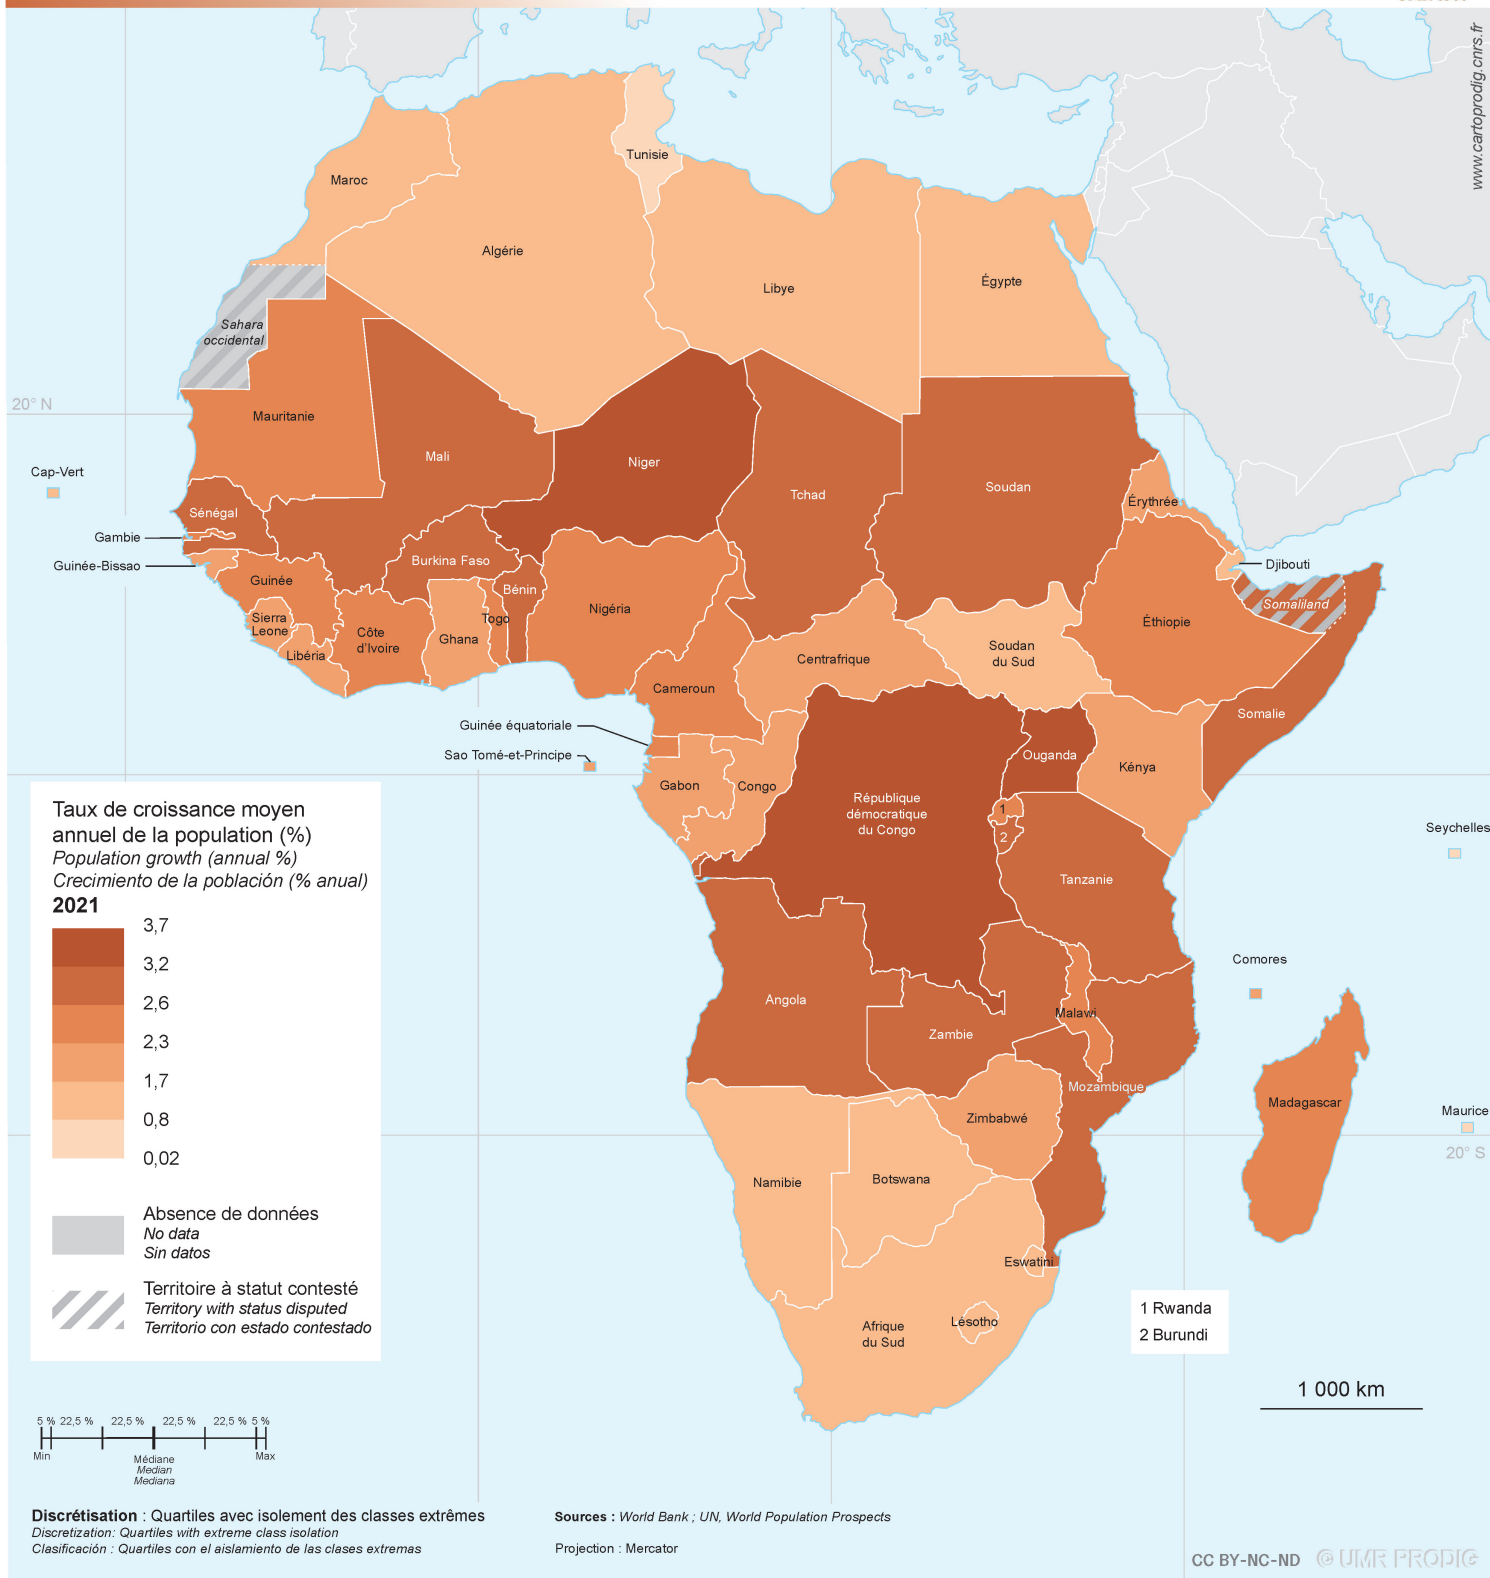 www.cartoprodig.cnrs.fr
Tunisie
Maroc
Algérie
Libye
Égypte
Sahara
occidental
20° N
Mauritanie
Mali
Niger
Tchad
Soudan
Cap-Vert
Érythrée
Sénégal
Gambie
Guinée-Bissao
Burkina Faso
Djibouti
Guinée
Bénin
Somaliland
Nigéria
Sierra
Leone
Togo
Éthiopie
Côte
d'Ivoire
Ghana
Libéria
Centrafrique
Soudan
du Sud
Cameroun
Somalie
Guinée équatoriale
Sao Tomé-et-Principe
Ouganda
Kénya
Gabon
Congo
République
démocratique
du Congo
1
2
Seychelles
Tanzanie
Comores
Angola
Malawi
Zambie
Mozambique
Madagascar
Maurice
20° S
Zimbabwé
Namibie
Botswana
Eswatini
Lésotho
Afrique
du Sud
Taux de croissance moyen
annuel de la population (%)
Population growth (annual %)
Crecimiento de la población (% anual)
2021
3,7
3,2
2,6
2,3
1,7
0,8
0,02
Absence de données
No data
Sin datos
Territoire à statut contesté
Territory with status disputed
Territorio con estado contestado
1 Rwanda
2 Burundi
1 000 km
5 % 22,5 % 22,5 % 22,5 % 22,5 % 5 %
Min Médiane Max
Median
Mediana
Discrétisation : Quartiles avec isolement des classes extrêmes
Discretization: Quartiles with extreme class isolation
Clasificación : Quartiles con el aislamiento de las clases extremas
Sources : World Bank ; UN, World Population Prospects
Projection : Mercator
CC BY-NC-ND © UMR PRODIG